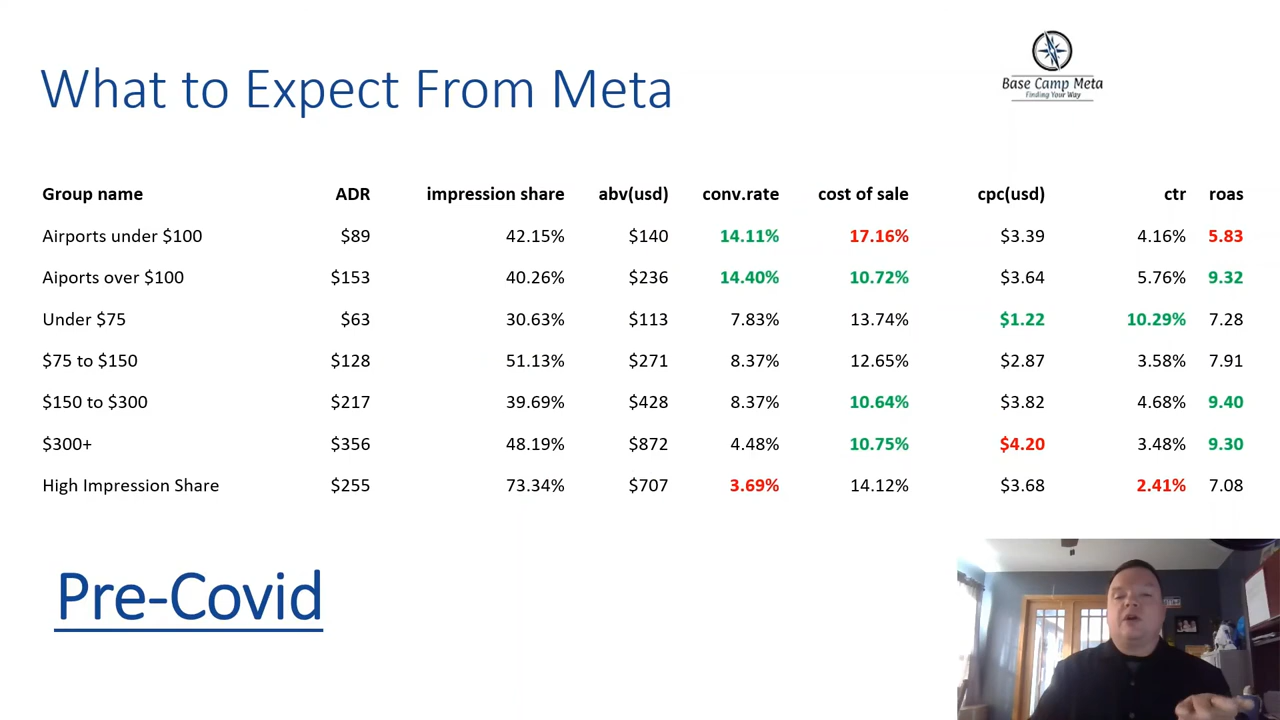 What to Expect From Meta
Base Camp Meta
Finding Your Way
Group name ADR impression share abv(usd) conv.rate cost of sale cpc(usd) ctr roas
Airports under $100 $89 42.15% $140 14.11% 17.16% $3.39 4.16% 5.83
Aiports over $100 $153 40.26% $236 14.40% 10.72% $3.64 5.76% 9.32
Under $75 $63 30.63% $113 7.83% 13.74% $1.22 10.29% 7.28
$75 to $150 $128 51.13% $271 8.37% 12.65% $2.87 3.58% 7.91
$150 to $300 $217 39.69% $428 8.37% 10.64% $3.82 4.68% 9.40
$300+ $356 48.19% $872 4.48% 10.75% $4.20 3.48% 9.30
High Impression Share $255 73.34% $707 3.69% 14.12% $3.68 2.41% 7.08
Pre-Covid